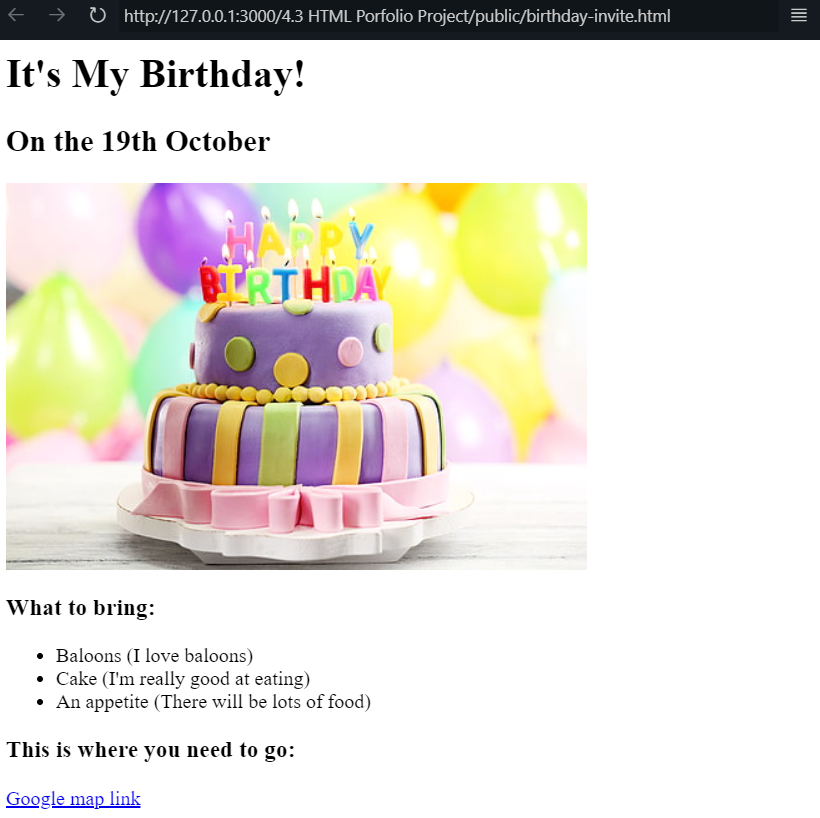 http://127.0.0.1:3000/4.3 HTML Porfolio Project/public/birthday-invite.html
It's My Birthday!
On the 19th October
HAPPY
BIRTHDAY
What to bring:
Baloons (I love baloons)
Cake (I'm really good at eating)
An appetite (There will be lots of food)
This is where you need to go:
Google map link